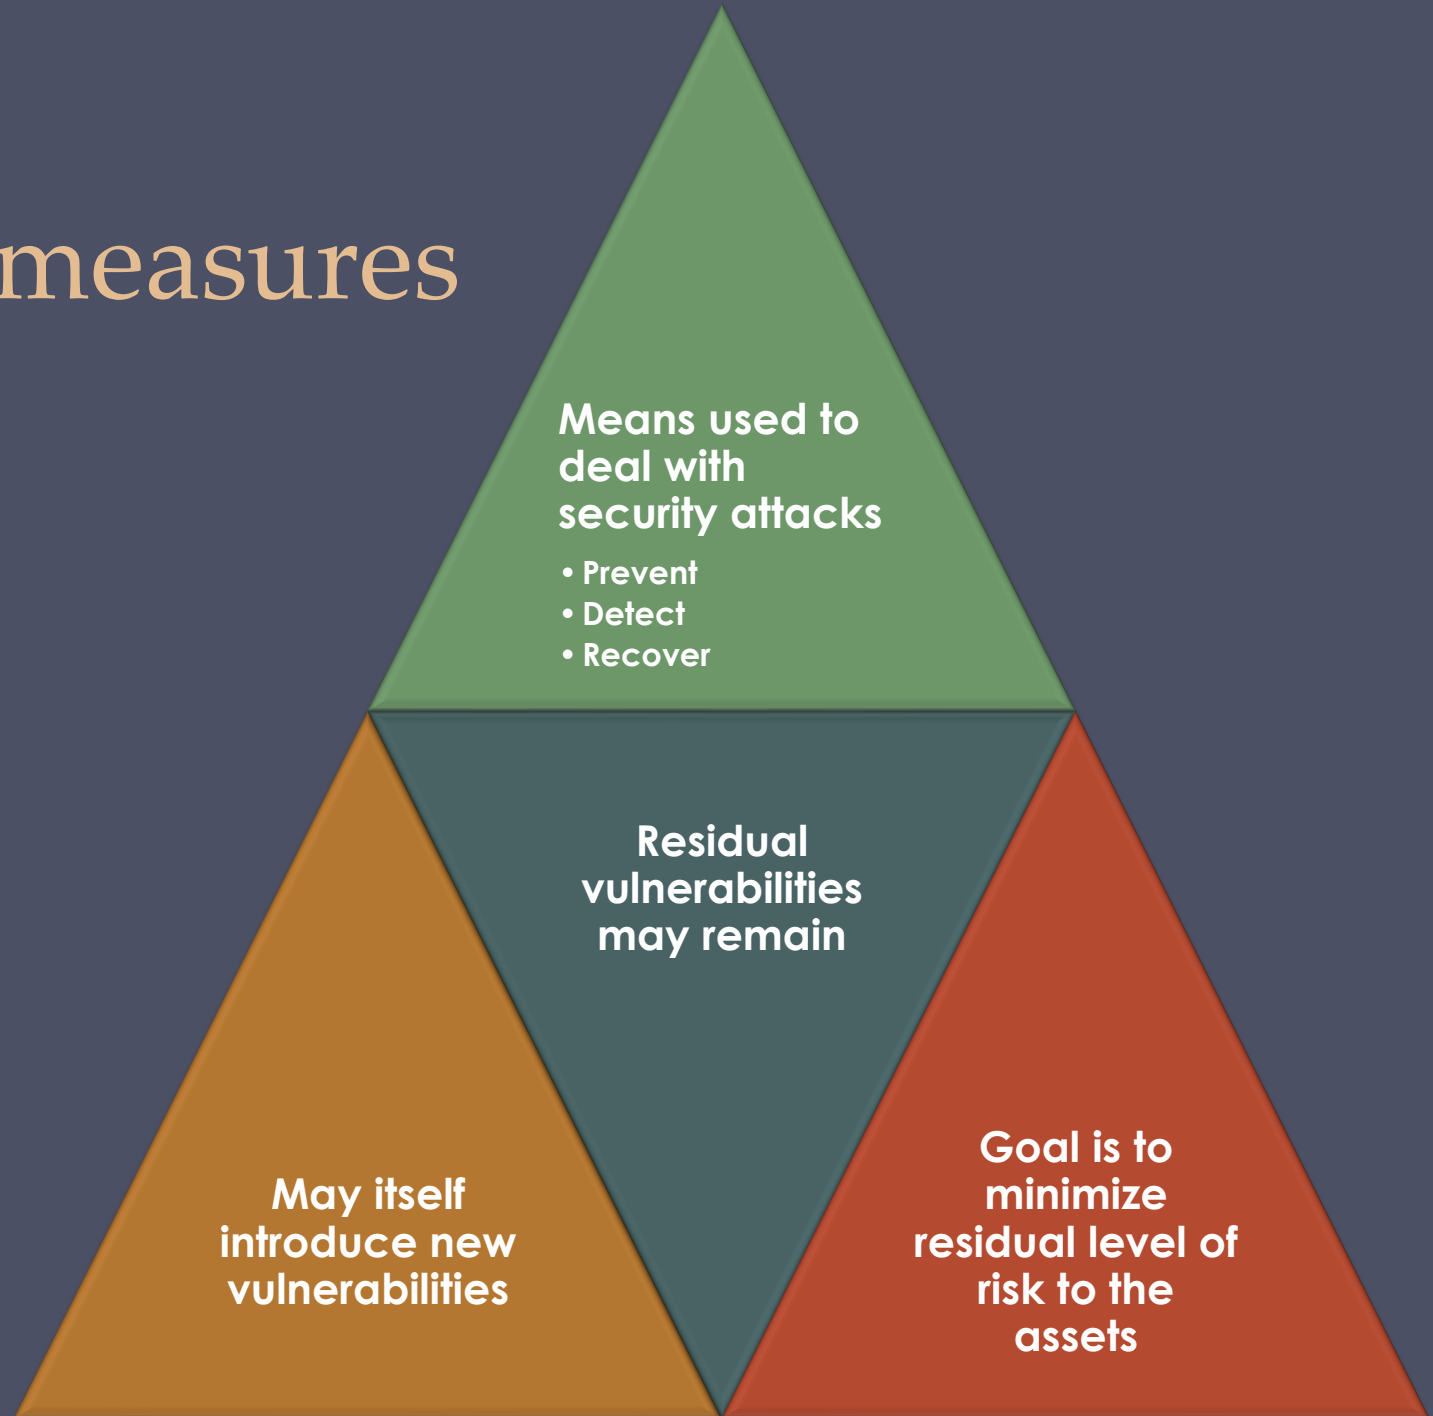 measures
Means used to
deal with
security attacks
• Prevent
• Detect
• Recover
Residual
vulnerabilities
may remain
May itself
introduce new
vulnerabilities
Goal is to
minimize
residual level of
risk to the
assets